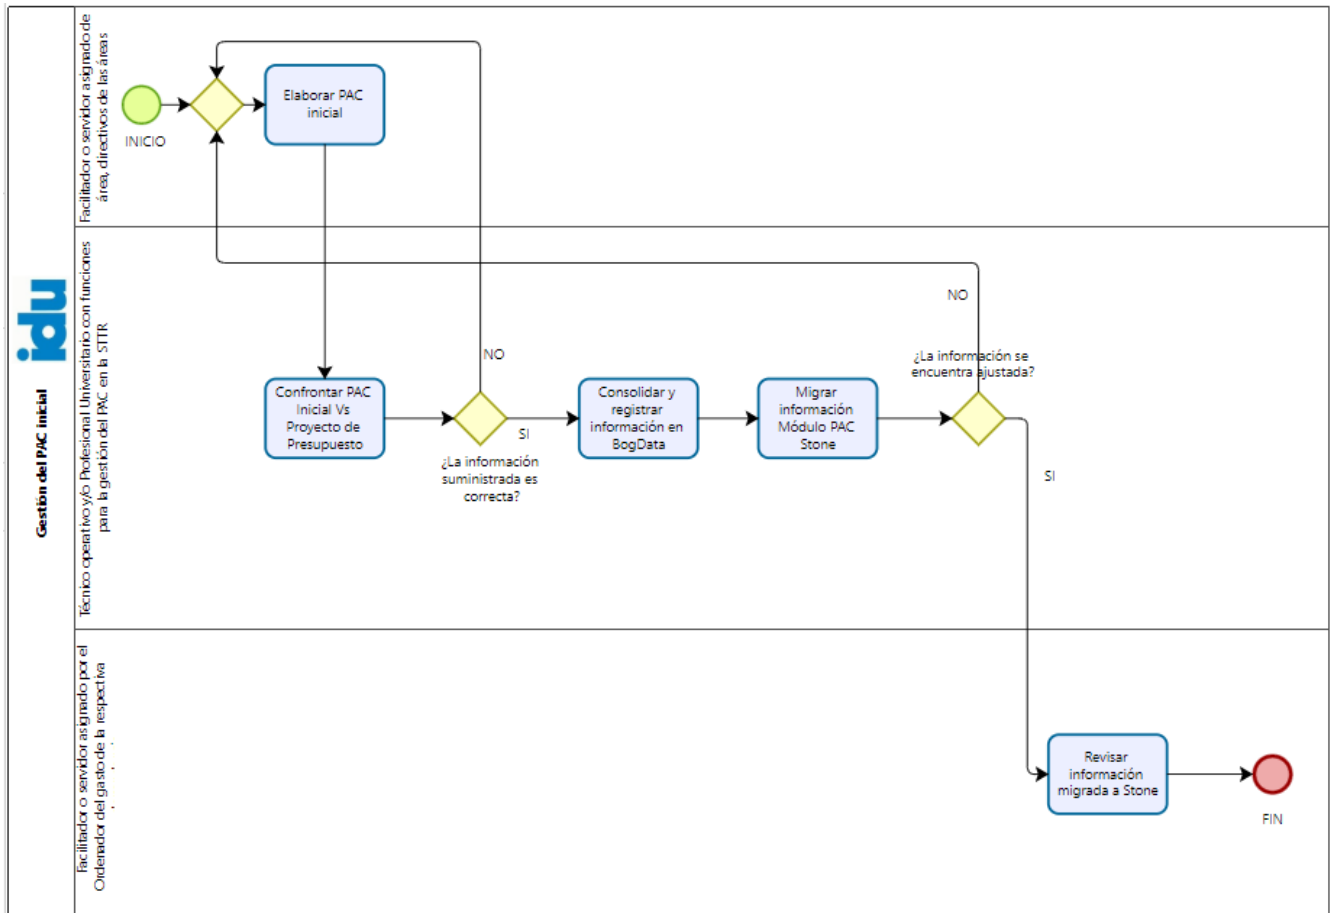 idu
Gestión del PAC inicial
Facilitador o servidor asignado de
área, directivos de las áreas
INICIO
Elaborar PAC
inicial
Técnico operativo y/o Profesional Universitario con funciones
para la gestión del PAC en la STTR
Confrontar PAC
Inicial Vs
Proyecto de
Presupuesto
NO
SI
¿La información
suministrada es
correcta?
Consolidar y
registrar
información en
BogData
Migrar
información
Módulo PAC
Stone
NO
¿La información se
encuentra ajustada?
SI
Facilitador o servidor asignado por el
Ordenador del gasto de la respectiva
Revisar
información
migrada a Stone
FIN